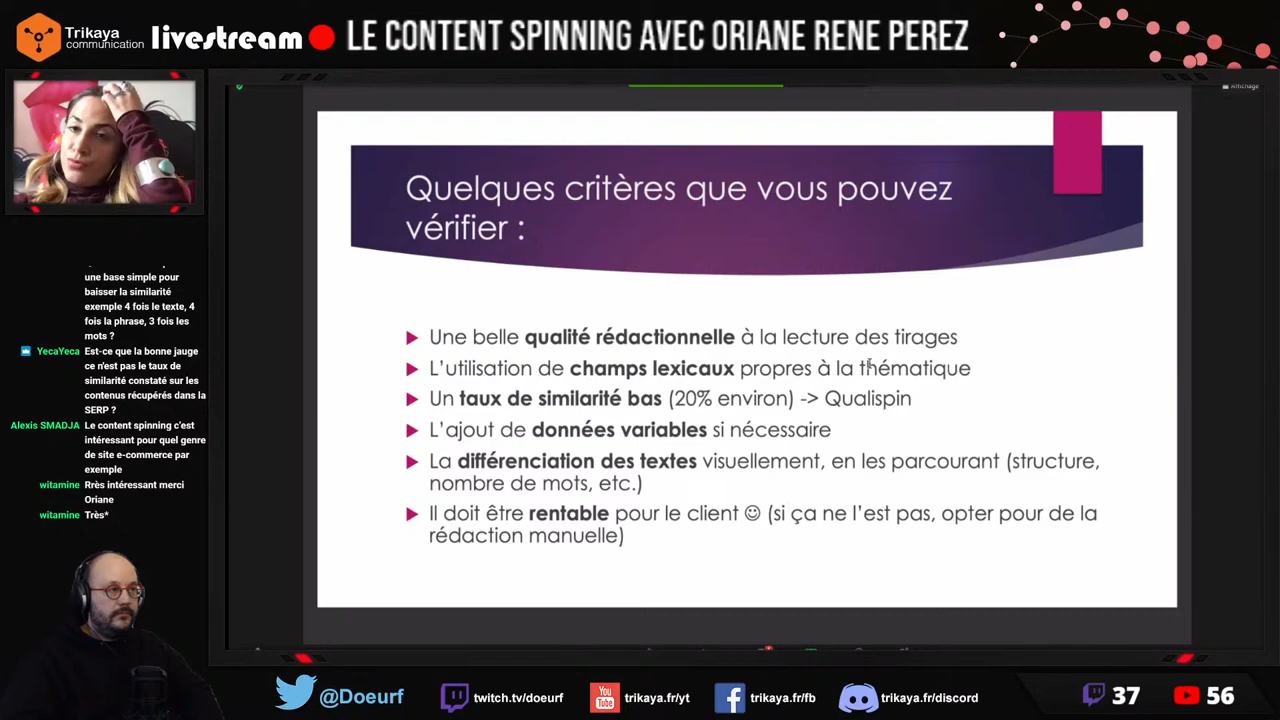 Trikaya
communication
livestream
LE CONTENT SPINNING AVEC ORIANE RENE PEREZ
Affichage
Quelques critères que vous pouvez
vérifier :
Une belle qualité rédactionnelle à la lecture des tirages
L'utilisation de champs lexicaux propres à la thématique
Un taux de similarité bas (20% environ) -> Qualispin
L'ajout de données variables si nécessaire
La différenciation des textes visuellement, en les parcourant (structure,
nombre de mots, etc.)
Il doit être rentable pour le client ☺ (si ça ne l'est pas, opter pour de la
rédaction manuelle)
une base simple pour
baisser la similarité
exemple 4 fois le texte, 4
fois la phrase, 3 fois les
mots ?
YecaYeca Est-ce que la bonne jauge
ce n'est pas le taux de
similarité constaté sur les
contenus récupérés dans la
SERP ?
Alexis SMADJA Le content spinning c'est
intéressant pour quel genre
de site e-commerce par
exemple
witamine Rrès intéressant merci
Oriane
witamine Très*
@Doeurf
twitch.tv/doeurf
You
Tube
trikaya.fr/yt
trikaya.fr/fb
trikaya.fr/discord
37
56